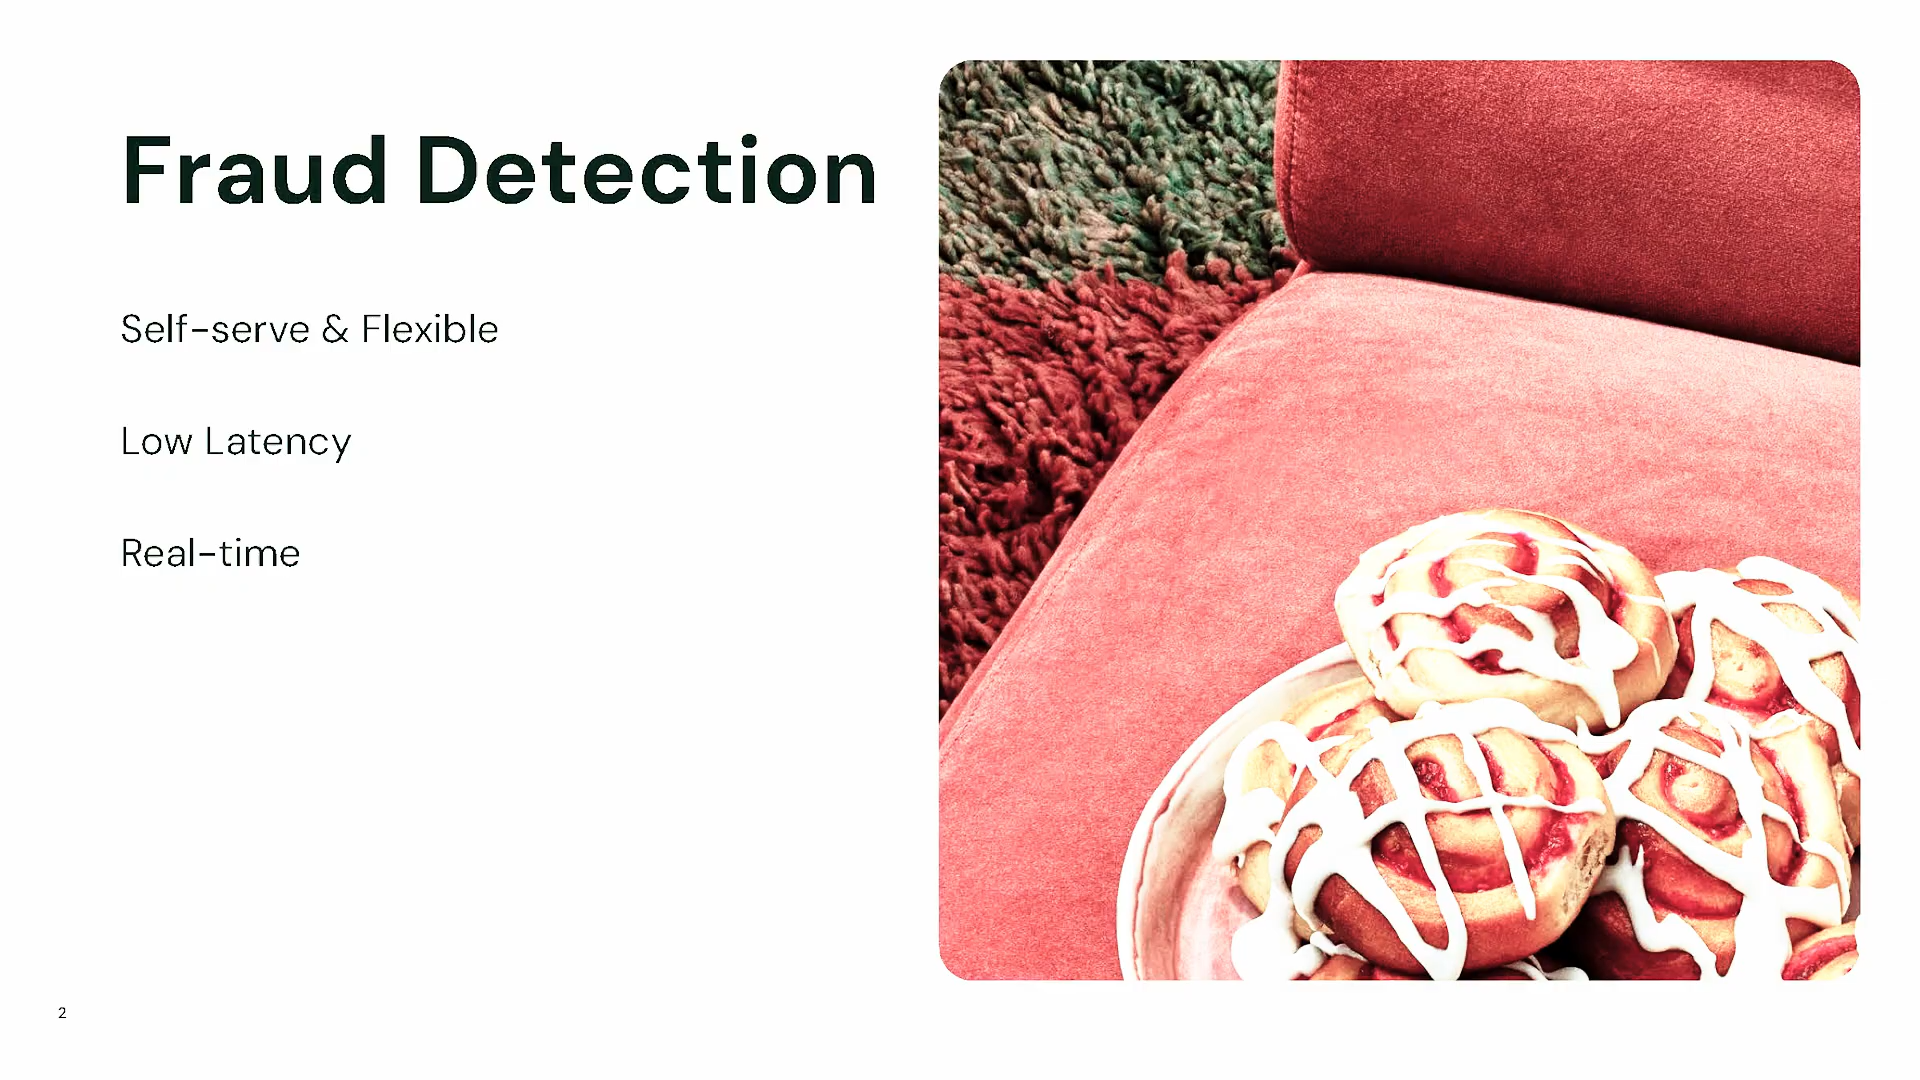 Fraud Detection
Self-serve & Flexible
Low Latency
Real-time
2